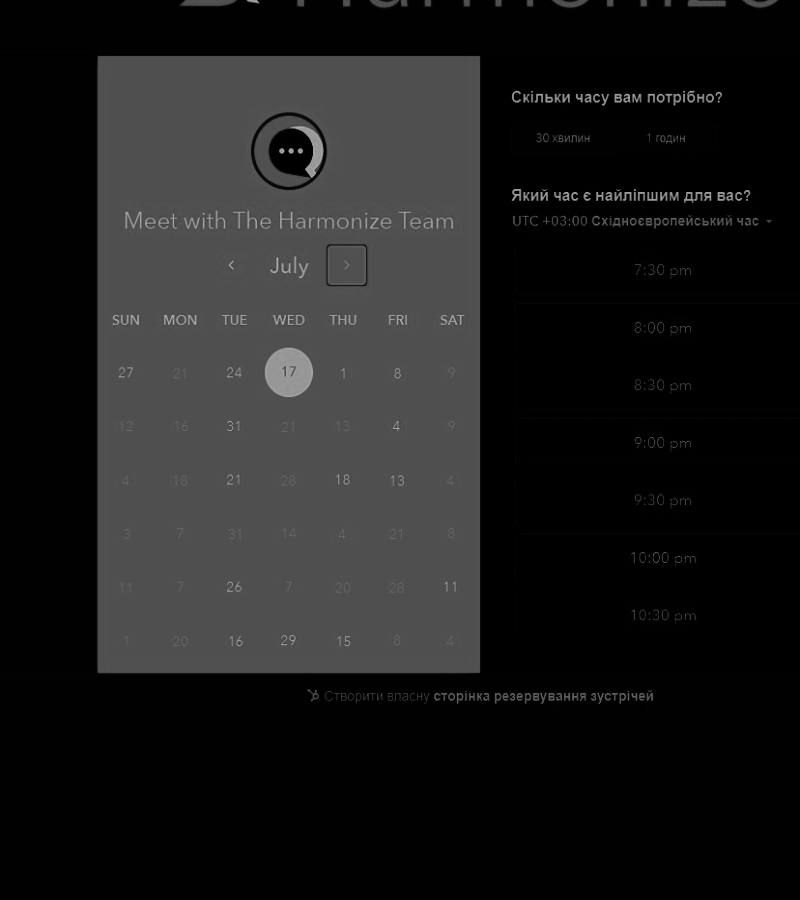 Harmonize
Meet with The Harmonize Team
July
SUN MON TUE WED THU FRI SAT
27 21 24 17 1 8 9
12 16 31 21 13 4 9
4 18 21 28 18 13 4
3 7 31 14 4 21 8
11 7 26 7 20 28 11
1 20 16 29 15 8 4
Скільки часу вам потрібно?
30 хвилин 1 годин
Який час є найліпшим для вас?
UTC +03:00 Східноєвропейський час
7:30 pm
8:00 pm
8:30 pm
9:00 pm
9:30 pm
10:00 pm
10:30 pm
Створити власну сторінка резервування зустрічей